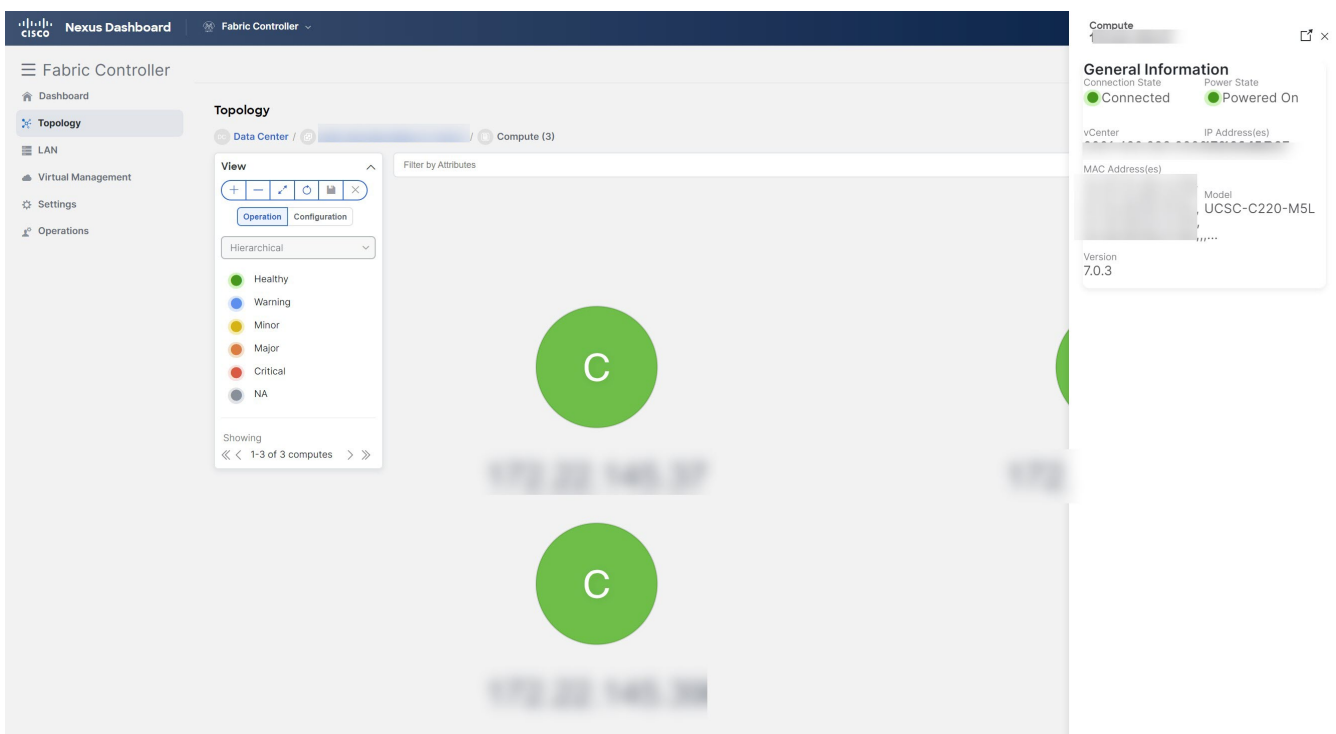 cisco Nexus Dashboard Fabric Controller
Fabric Controller
Dashboard
Topology
LAN
Virtual Management
Settings
Operations
Topology
DC Data Center / / Compute (3)
View
Operation Configuration
Hierarchical
Healthy
Warning
Minor
Major
Critical
NA
Showing
1-3 of 3 computes
Filter by Attributes
C
C
Compute
General Information
Connection State Power State
Connected Powered On
vCenter IP Address(es)
MAC Address(es)
Model
, UCSC-C220-M5L
,
,,,...
Version
7.0.3